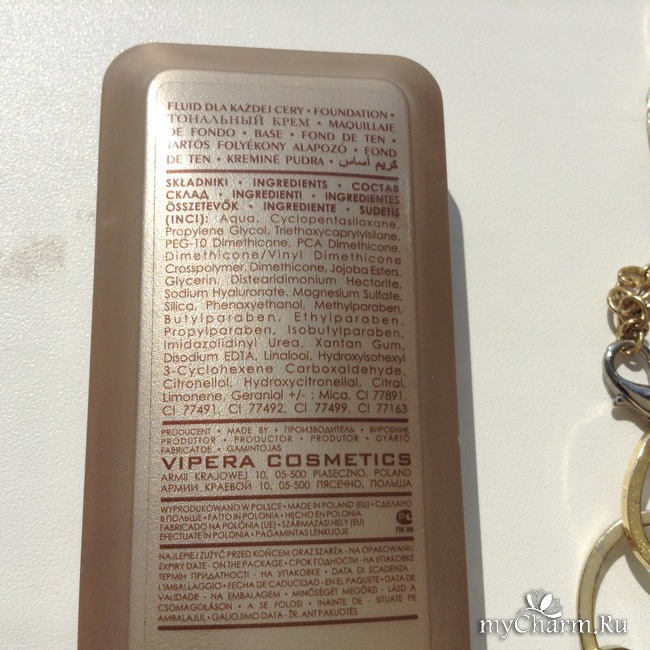 FLUID DLA KAŻDEJ CERY • FOUNDATION •
ТОНАЛЬНЫЙ КРЕМ • MAQUILLAJE
DE FONDO • BASE • FOND DE TEN •
TARTÓS FOLYÉKONY ALAPOZÓ • FOND
DE TEN • KREMINĖ PUDRA • كريم أساس
SKŁADNIKI • INGREDIENTS • СОСТАВ
СКЛАД • INGREDIENTI • INGREDIENTES
ÖSSZETEVŐK • INGREDIENTE • SUDĖTIS
(INCI): Aqua, Cyclopentasiloxane,
Propylene Glycol, Triethoxycaprylylsilane,
PEG-10 Dimethicone, PCA Dimethicone,
Dimethicone/Vinyl Dimethicone
Crosspolymer, Dimethicone, Jojoba Esters,
Glycerin, Distearidimonium Hectorite,
Sodium Hyaluronate, Magnesium Sulfate,
Silica, Phenoxyethanol, Methylparaben,
Butylparaben, Ethylparaben,
Propylparaben, Isobutylparaben,
Imidazolidinyl Urea, Xantan Gum,
Disodium EDTA, Linalool, Hydroxyisohexyl
3-Cyclohexene Carboxaldehyde,
Citronellol, Hydroxycitronellal, Citral,
Limonene, Geraniol +/- : Mica, CI 77891,
CI 77491, CI 77492, CI 77499, CI 77163
PRODUCENT • MADE BY • ПРОИЗВОДИТЕЛЬ • ВИРОБНИК
PRODUTTOR • PRODUCTOR • PRODUTOR • GYÁRTÓ
FABRICAT DE • GAMINTOJAS
VIPERA COSMETICS
ARMII KRAJOWEJ 10, 05-500 PIASECZNO, POLAND
АРМИИ КРАЕВОЙ 10, 05-500 ПЯСЕЧНО, ПОЛЬША
WYPRODUKOWANO W POLSCE • MADE IN POLAND (EU) • СДЕЛАНО
В ПОЛЬШЕ • FATTO IN POLONIA • HECHO EN POLONIA
FABRICADO NA POLÓNIA (UE) • SZÁRMAZÁSI HELY (EU)
EFECTUATE IN POLONIA • PAGAMINTAS LENKIJOJE
NAJLEPIEJ ZUŻYĆ PRZED KOŃCEM ORAZ SZARŻA - NA OPAKOWANIU
EXPIRY DATE - ON THE PACKAGE • СРОК ГОДНОСТИ - НА УПАКОВКЕ
ТЕРМІН ПРИДАТНОСТІ - НА УПАКОВКЕ • DATA DI SCADENZA -
L'IMBALLAGGIO • FECHA DE CADUCIDAD - EN EL PAQUETE • DATA DE
VALIDADE - NA EMBALAGEM • MINŐSÉGÉT MEGŐRZI - LÁSD A
CSOMAGOLÁSON • A SE FOLOSI ÎNAINTE DE - SITUATE PE
AMBALAJUL • GALIOJIMO DATA - ŽR. ANT PAKUOTĖS
myCharm.Ru